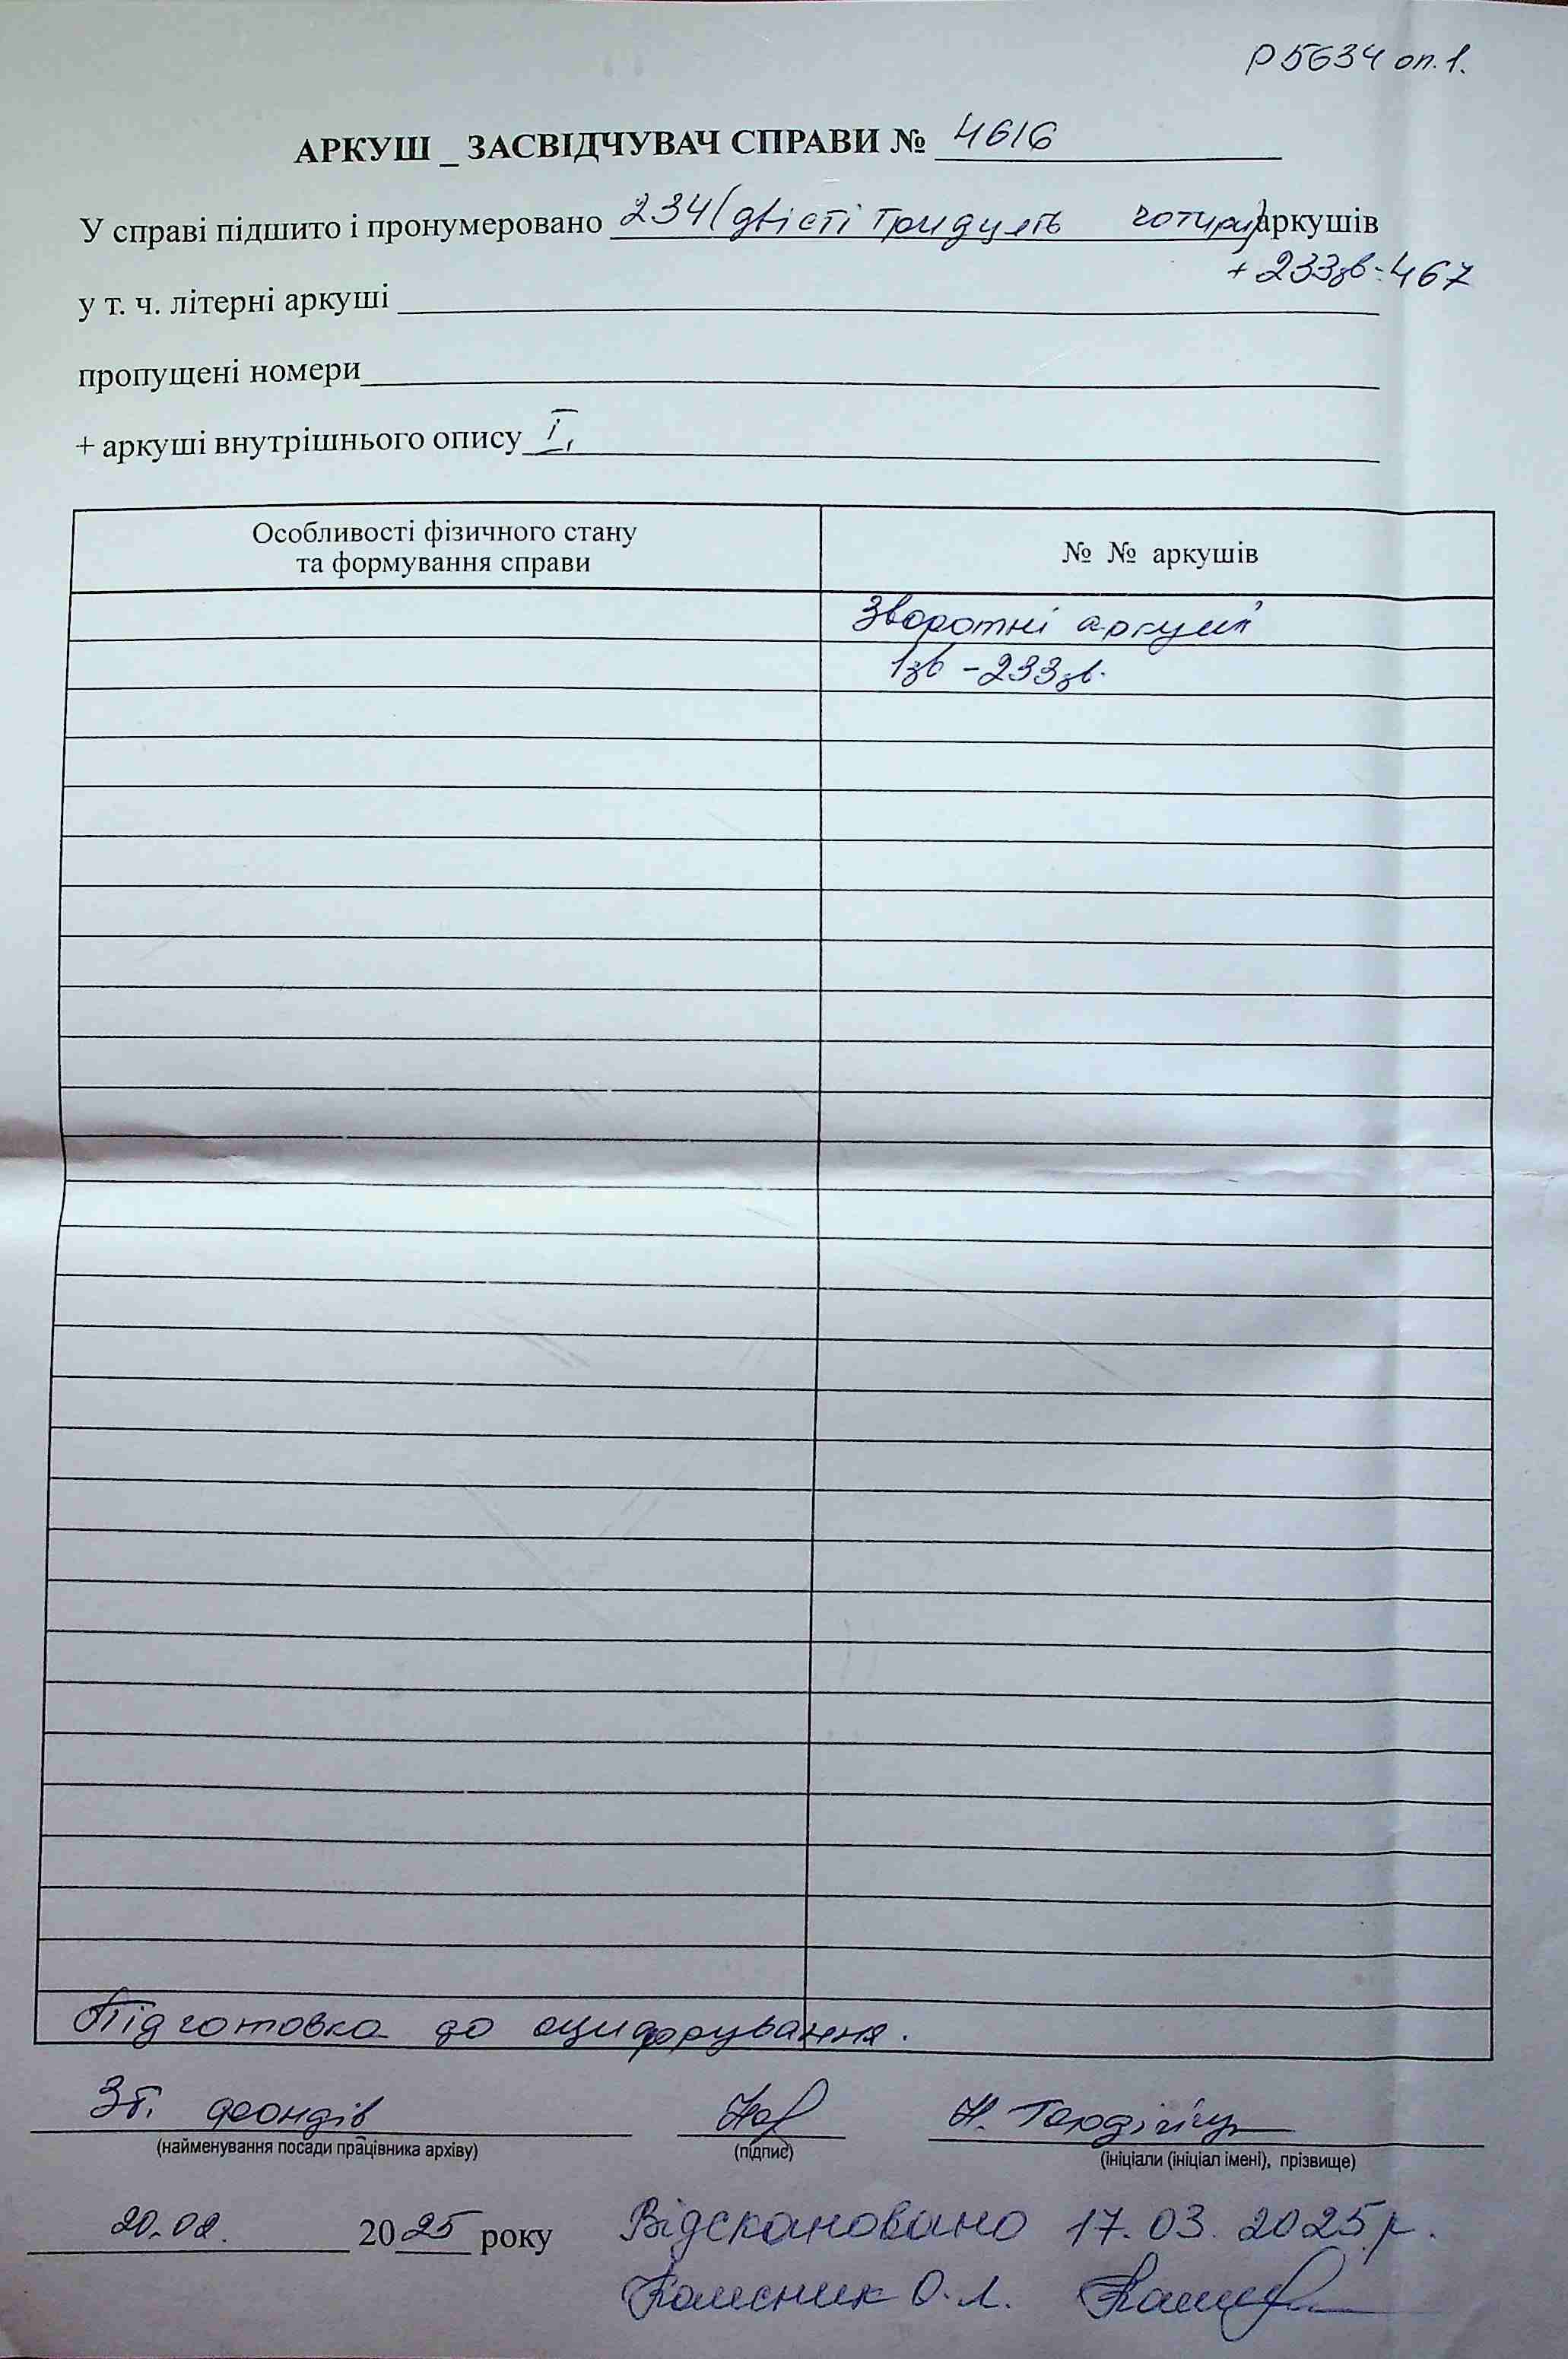 Р5634 оп.1.
АРКУШ _ ЗАСВІДЧУВАЧ СПРАВИ № 4616
У справі підшито і пронумеровано 234 (двісті тридцять чотири) аркушів
+ 233зв=467
у т. ч. літерні аркуші
пропущені номери
+ аркуші внутрішнього опису I,
Особливості фізичного стану
та формування справи
№ № аркушів
Зворотні аркуші
1зв – 233зв.
Підготовка до оцифрування.
Зб. фондів
(найменування посади працівника архіву)
(підпис)
Н.
(ініціали (ініціал імені), прізвище)
20.02. 2025 року
Відскановано 17.03.2025р.
О.Л.